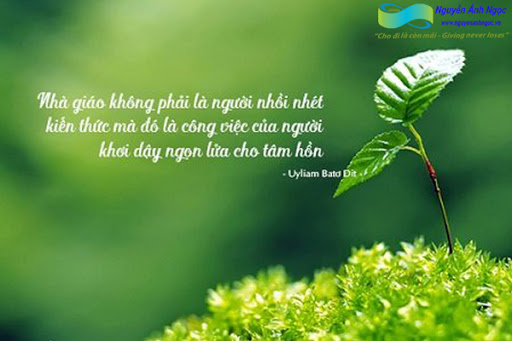 Nguyễn Ánh Ngọc
www.nguyenanhngoc.vn
"Cho đi là còn mãi - Giving never loses"
Nhà giáo không phải là người nhồi nhét
kiến thức mà đó là công việc của người
khơi dậy ngọn lửa cho tâm hồn
- Uyliam Batơ Dit -